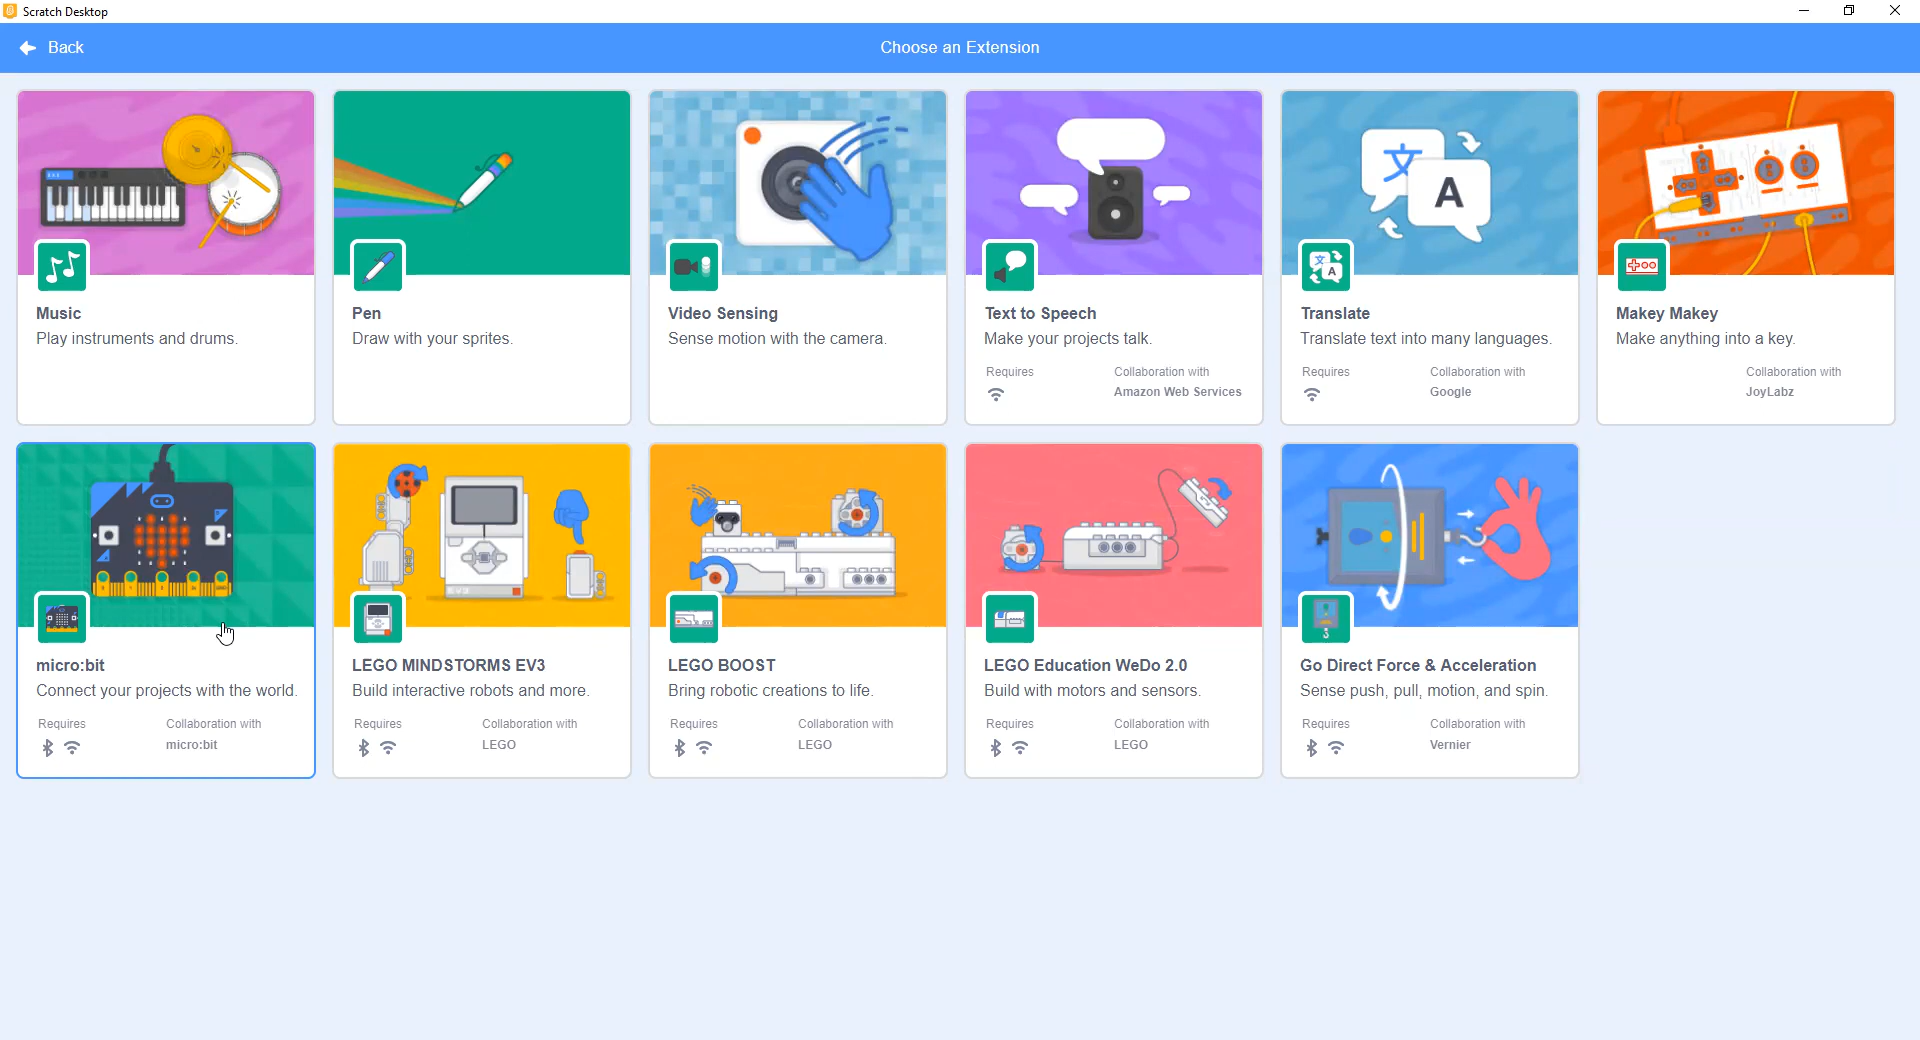 Scratch Desktop
Back
Choose an Extension
Music
Play instruments and drums.
Pen
Draw with your sprites.
Video Sensing
Sense motion with the camera.
Text to Speech
Make your projects talk.
Requires
Collaboration with
Amazon Web Services
文
A
Translate
Translate text into many languages.
Requires
Collaboration with
Google
Makey Makey
Make anything into a key.
Collaboration with
JoyLabz
micro:bit
Connect your projects with the world.
Requires
Collaboration with
micro:bit
EV3
LEGO MINDSTORMS EV3
Build interactive robots and more.
Requires
Collaboration with
LEGO
LEGO BOOST
Bring robotic creations to life.
Requires
Collaboration with
LEGO
LEGO Education WeDo 2.0
Build with motors and sensors.
Requires
Collaboration with
LEGO
Go Direct Force & Acceleration
Sense push, pull, motion, and spin.
Requires
Collaboration with
Vernier